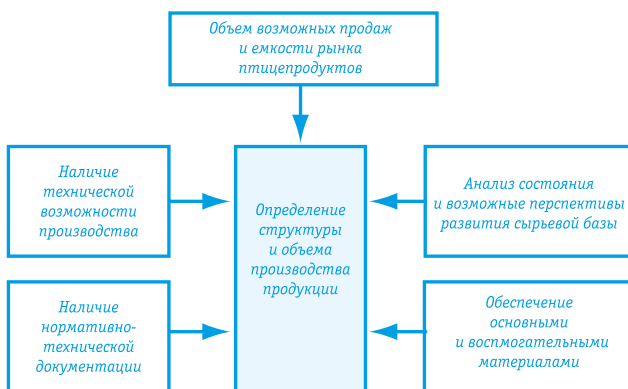 Объем возможных продаж
и емкости рынка
птицепродуктов
Наличие
технической
возможности
производства
Определение
структуры
и объема
производства
продукции
Анализ состояния
и возможные перспективы
развития сырьевой базы
Наличие
нормативно-
технической
документации
Обеспечение
основными
и воспмогательными
материалами